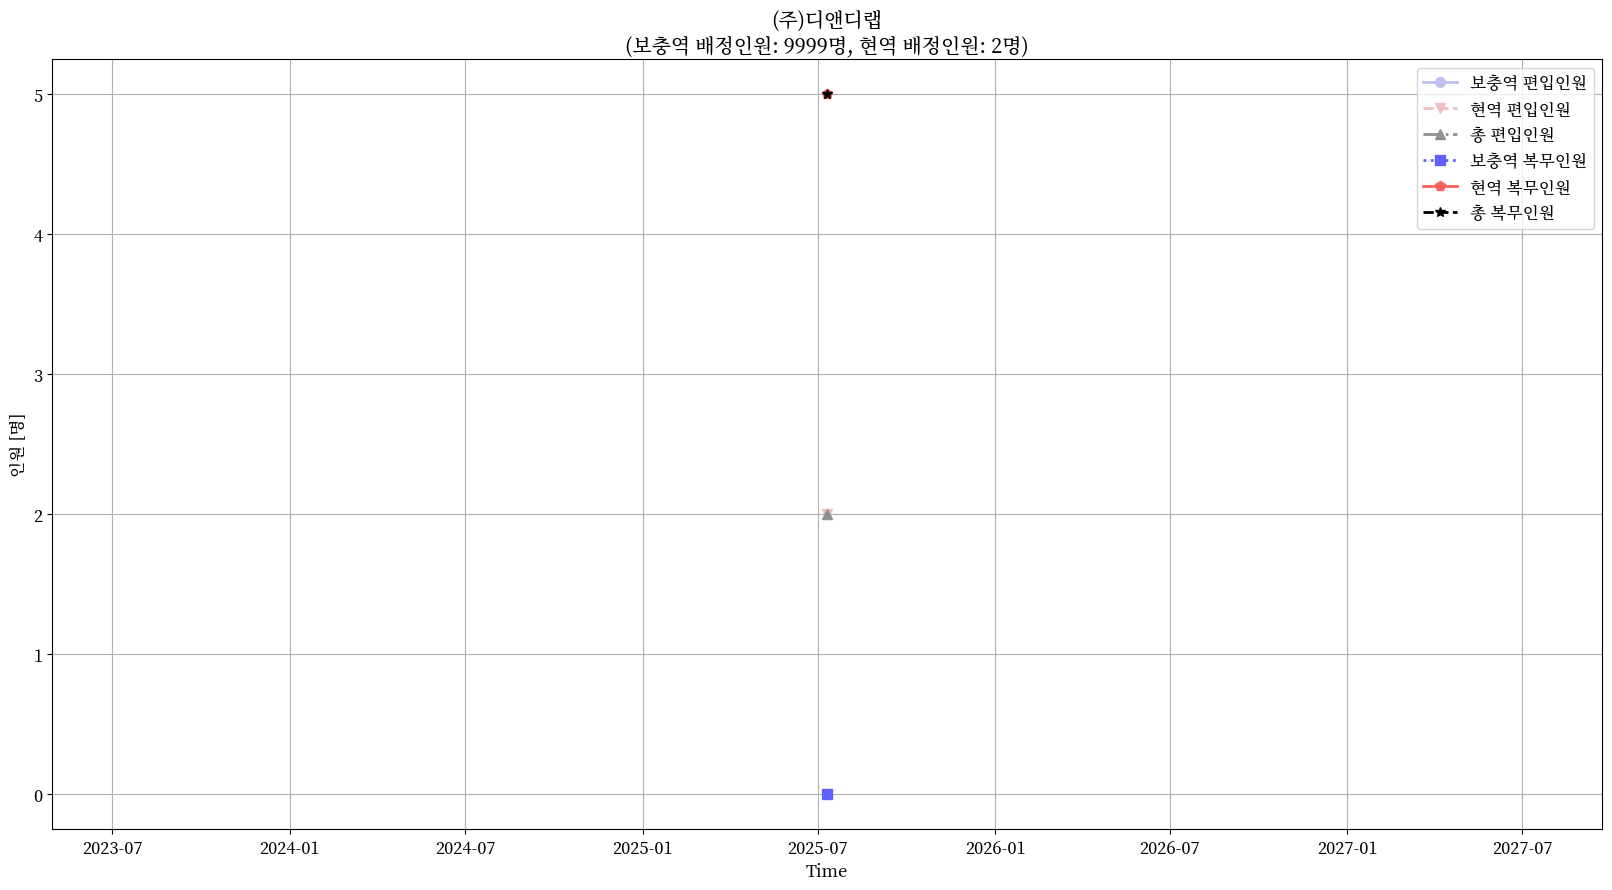 (주)디앤디랩
(보충역 배정인원: 9999명, 현역 배정인원: 2명)
보충역 편입인원
현역 편입인원
총 편입인원
보충역 복무인원
현역 복무인원
총 복무인원
인원 [명]
5
4
3
2
1
0
2023-07
2024-01
2024-07
2025-01
2025-07
2026-01
2026-07
2027-01
2027-07
Time